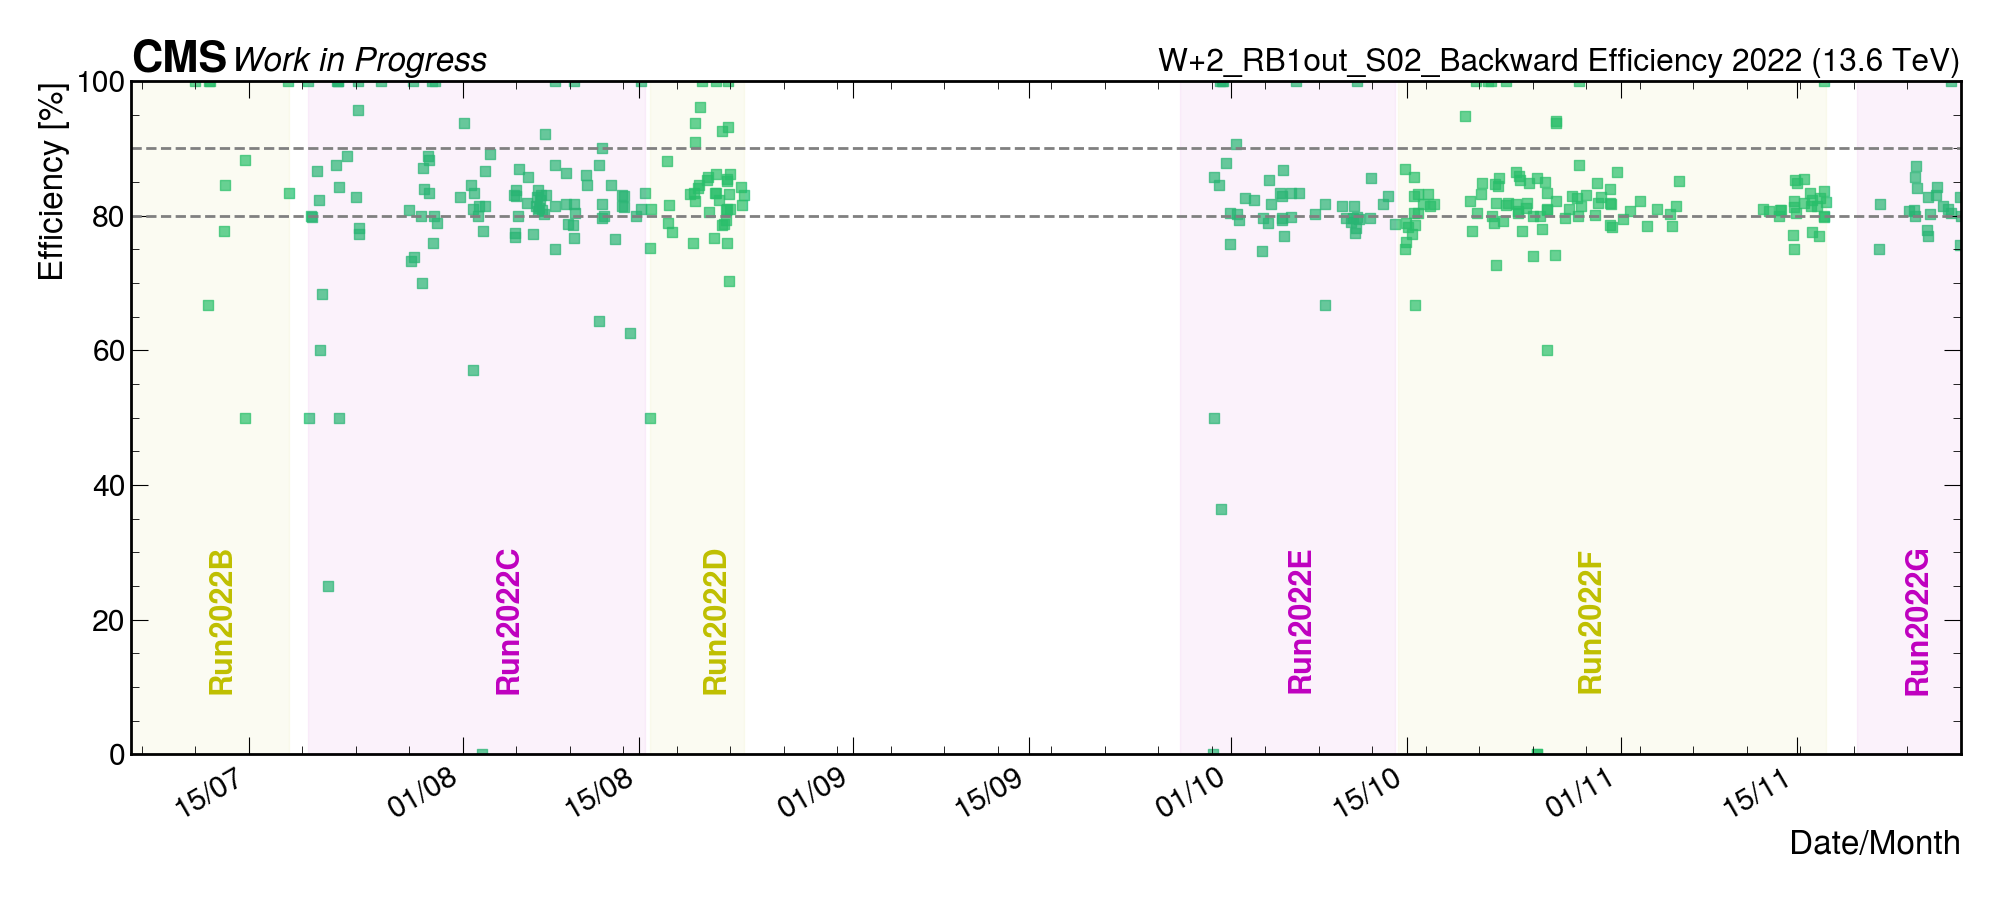 CMS Work in Progress
W+2_RB1out_S02_Backward Efficiency 2022 (13.6 TeV)
Efficiency [%]
100
80
60
40
20
0
Run2022B
Run2022C
Run2022D
Run2022E
Run2022F
Run2022G
15/07
01/08
15/08
01/09
15/09
01/10
15/10
01/11
15/11
Date/Month